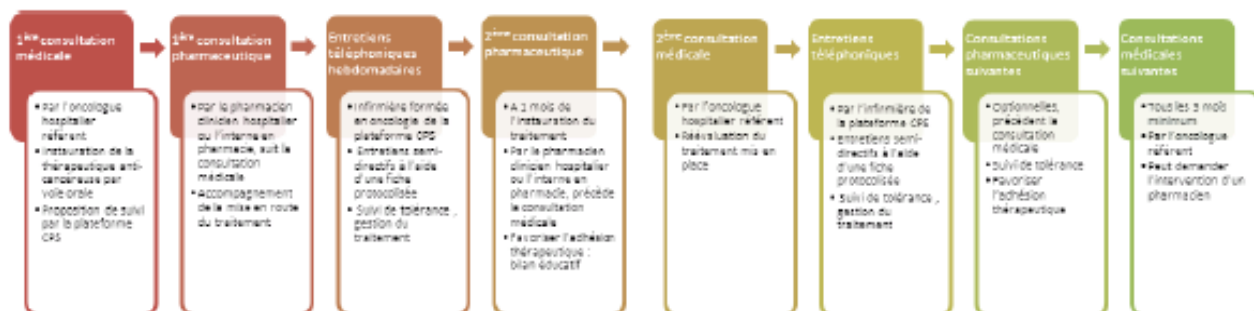 1ère consultation
médicale
• Par l'oncologue
hospitalier
référent
• Instauration de la
thérapeutique anti-
cancéreuse par
voie orale
• Proposition de suivi
par la plateforme
CPS
1ère consultation
pharmaceutique
• Par le pharmacien
clinicien hospitalier
ou l'interne en
pharmacie, suit la
consultation
médicale
• Accompagnement
de la mise en route
du traitement
Entretiens
téléphoniques
hebdomadaires
• Infirmière formée
en oncologie de la
plateforme CPS
• Entretiens semi-
directifs à l'aide
d'une fiche
protocolisée
• Suivi de tolérance,
gestion du
traitement
2ème consultation
pharmaceutique
• A 1 mois de
l'instauration du
traitement
• Par le pharmacien
clinicien hospitalier
ou l'interne en
pharmacie, précède
la consultation
médicale
• Favoriser l'adhésion
thérapeutique :
bilan éducatif
2ème consultation
médicale
• Par l'oncologue
hospitalier référent
• Réévaluation du
traitement mis en
place
Entretiens
téléphoniques
• Par l'infirmière de
la plateforme CPS
• Entretiens semi-
directifs à l'aide
d'une fiche
protocolisée
• Suivi de tolérance,
gestion du
traitement
Consultations
pharmaceutiques
suivantes
• Optionnelles,
précèdent la
consultation
médicale
• Suivi de tolérance
• Favoriser
l'adhésion
thérapeutique
Consultations
médicales
suivantes
• Tous les 3 mois
minimum
• Par l'oncologue
référent
• Peut demander
l'intervention d'un
pharmacien